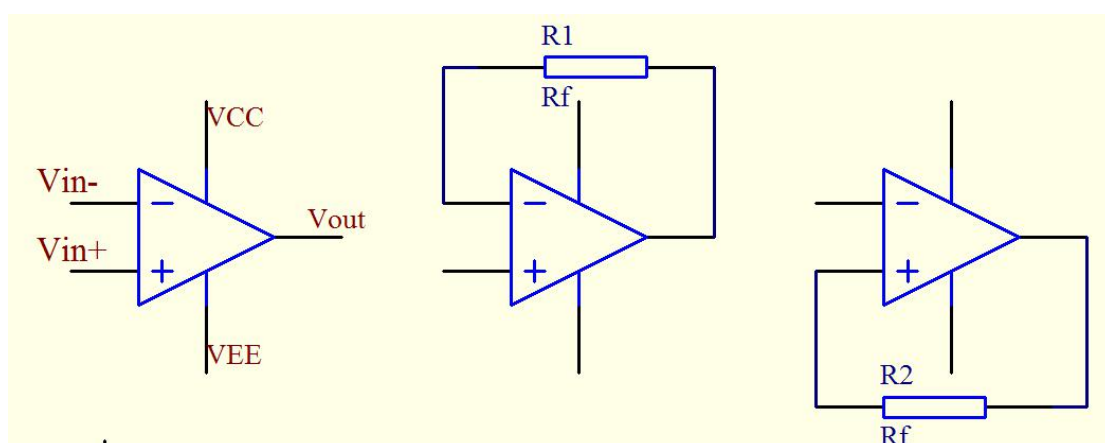 VCC
Vin-
Vin+
Vout
VEE
R1
Rf
R2
Rf